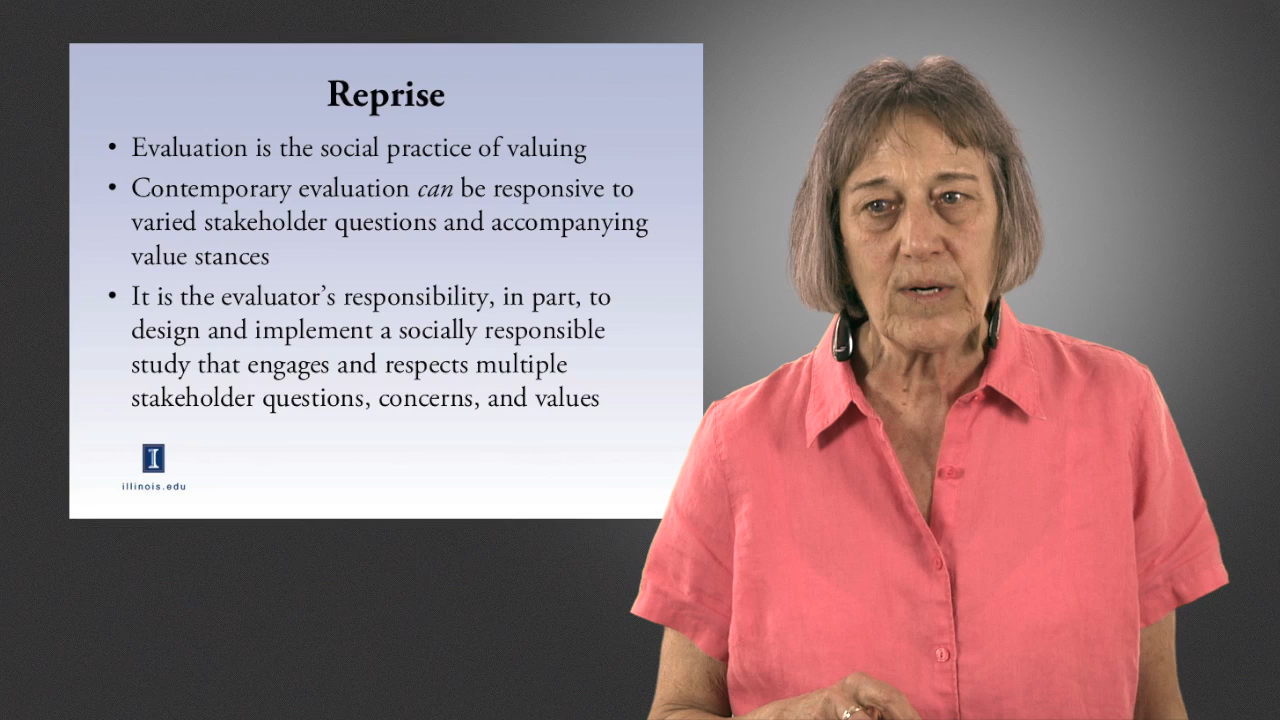 Reprise
• Evaluation is the social practice of valuing
• Contemporary evaluation can be responsive to
varied stakeholder questions and accompanying
value stances
• It is the evaluator’s responsibility, in part, to
design and implement a socially responsible
study that engages and respects multiple
stakeholder questions, concerns, and values
I
illinois.edu